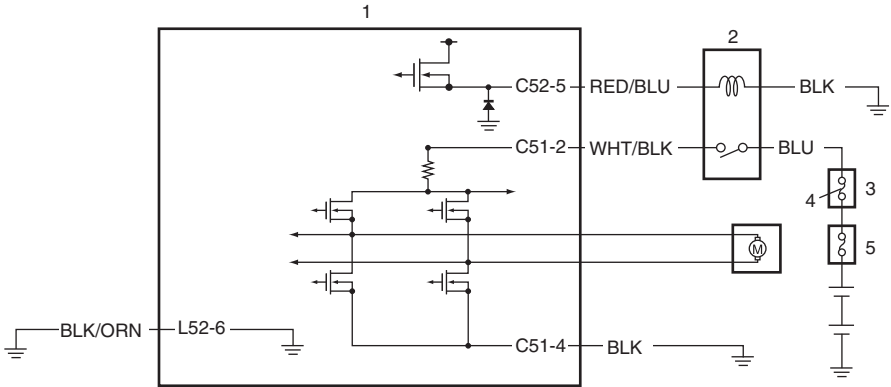 1
2
C52-5 RED/BLU BLK
C51-2 WHT/BLK BLU
4 3
M 5
BLK/ORN L52-6
C51-4 BLK